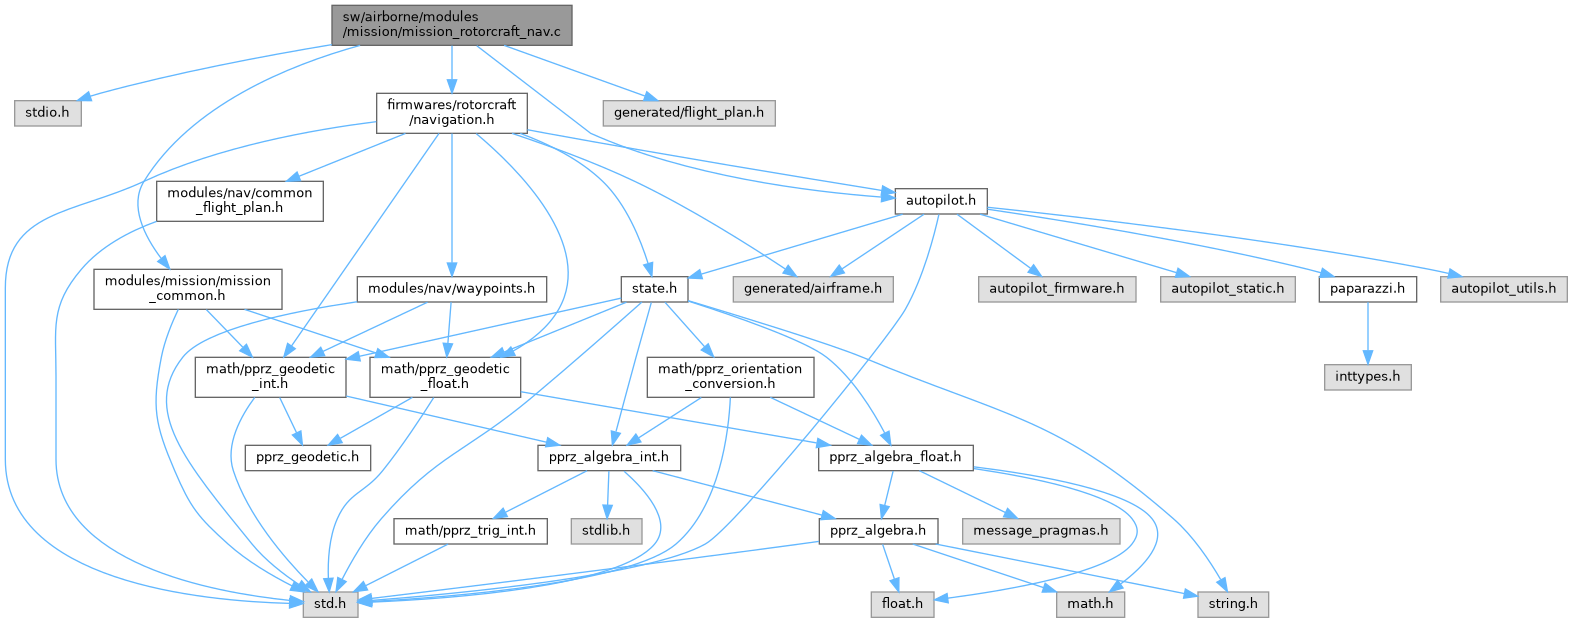 sw/airborne/modules
/mission/mission_rotorcraft_nav.c
stdio.h
firmwares/rotorcraft
/navigation.h
generated/flight_plan.h
modules/nav/common
_flight_plan.h
autopilot.h
modules/mission/mission
_common.h
modules/nav/waypoints.h
state.h
generated/airframe.h
autopilot_firmware.h
autopilot_static.h
paparazzi.h
autopilot_utils.h
math/pprz_geodetic
_int.h
math/pprz_geodetic
_float.h
math/pprz_orientation
_conversion.h
inttypes.h
pprz_geodetic.h
pprz_algebra_int.h
pprz_algebra_float.h
math/pprz_trig_int.h
stdlib.h
pprz_algebra.h
message_pragmas.h
std.h
float.h
math.h
string.h